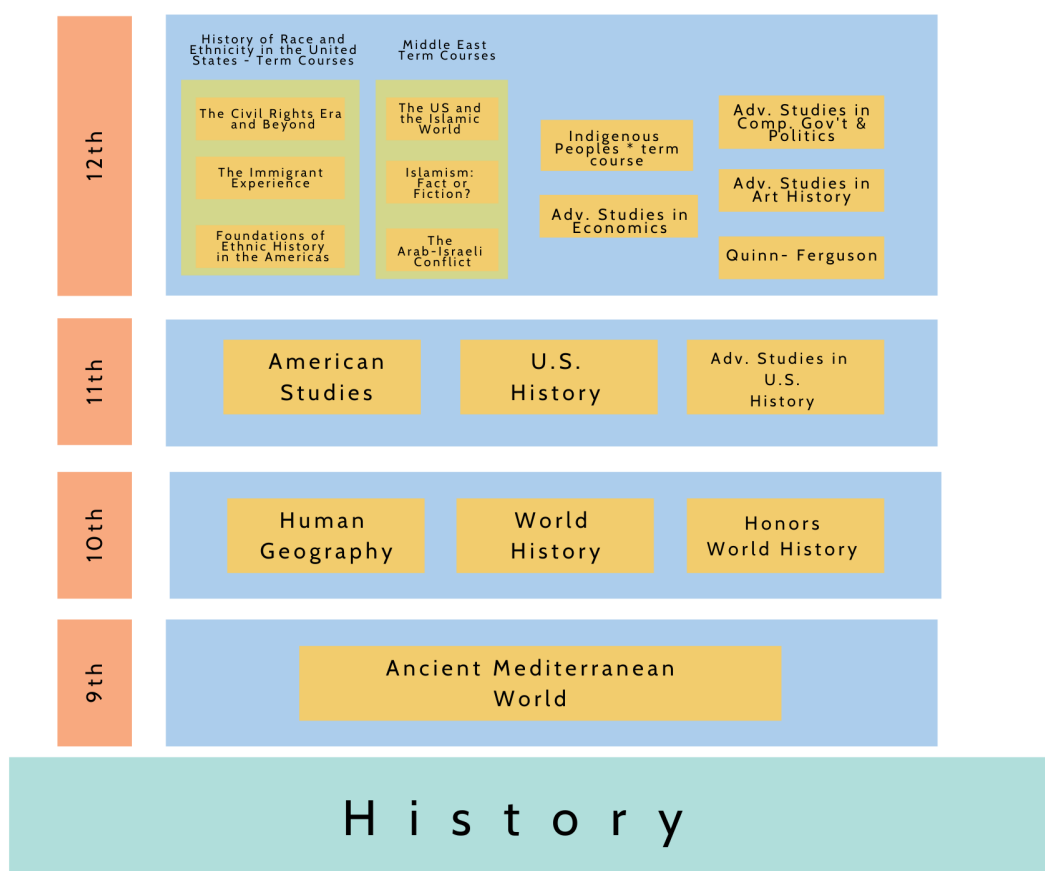 12th
History of Race and
Ethnicity in the United
States - Term Courses
The Civil Rights Era
and Beyond
The Immigrant
Experience
Foundations of
Ethnic History
in the Americas
Middle East
Term Courses
The US and
the Islamic
World
Islamism:
Fact or
Fiction?
The
Arab-Israeli
Conflict
Indigenous
Peoples * term
course
Adv. Studies in
Economics
Adv. Studies in
Comp. Gov't &
Politics
Adv. Studies in
Art History
Quinn- Ferguson
11th
American
Studies
U.S.
History
Adv. Studies in
U.S.
History
10th
Human
Geography
World
History
Honors
World History
9th
Ancient Mediterranean
World
History